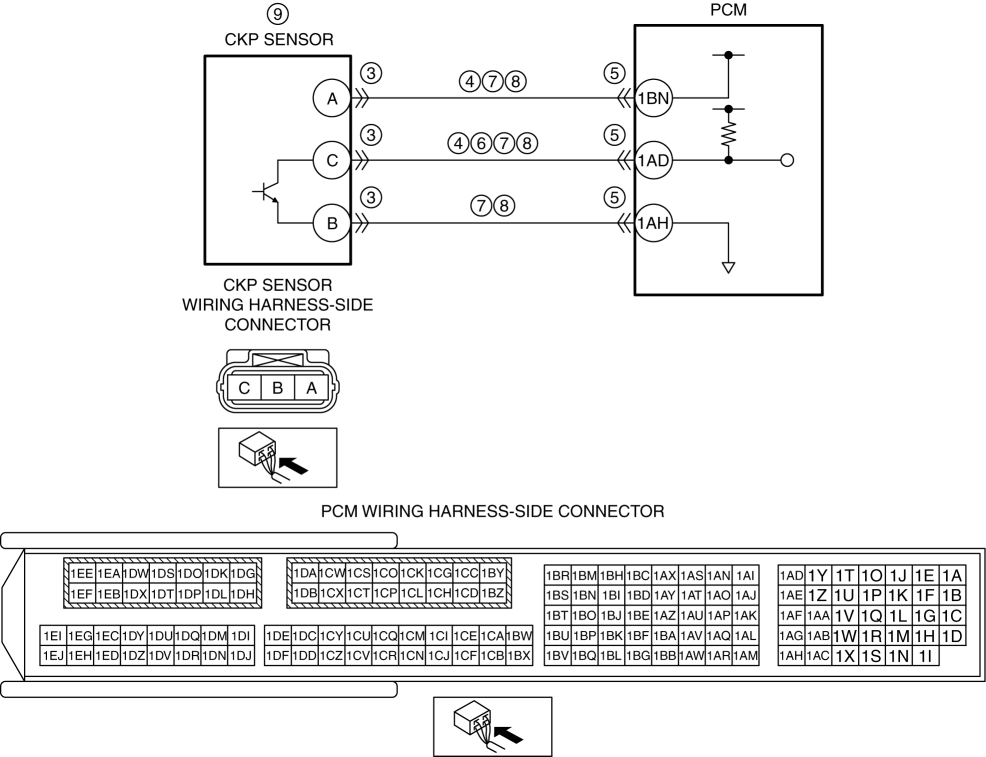 ⑨ PCM
CKP SENSOR
A ③ ④⑦⑧ ⑤ 1BN
C ③ ④⑥⑦⑧ ⑤ 1AD
B ③ ⑦⑧ ⑤ 1AH
CKP SENSOR
WIRING HARNESS-SIDE
CONNECTOR
C B A
PCM WIRING HARNESS-SIDE CONNECTOR
1EE 1EA 1DW 1DS 1DO 1DK 1DG
1EF 1EB 1DX 1DT 1DP 1DL 1DH
1EI 1EG 1EC 1DY 1DU 1DQ 1DM 1DI
1EJ 1EH 1ED 1DZ 1DV 1DR 1DN 1DJ
1DA 1CW 1CS 1CO 1CK 1CG 1CC 1BY
1DB 1CX 1CT 1CP 1CL 1CH 1CD 1BZ
1DE 1DC 1CY 1CU 1CQ 1CM 1CI 1CE 1CA 1BW
1DF 1DD 1CZ 1CV 1CR 1CN 1CJ 1CF 1CB 1BX
1BR 1BM 1BH 1BC 1AX 1AS 1AN 1AI
1BS 1BN 1BI 1BD 1AY 1AT 1AO 1AJ
1BT 1BO 1BJ 1BE 1AZ 1AU 1AP 1AK
1BU 1BP 1BK 1BF 1BA 1AV 1AQ 1AL
1BV 1BQ 1BL 1BG 1BB 1AW 1AR 1AM
1AD 1Y 1T 1O 1J 1E 1A
1AE 1Z 1U 1P 1K 1F 1B
1AF 1AA 1V 1Q 1L 1G 1C
1AG 1AB 1W 1R 1M 1H 1D
1AH 1AC 1X 1S 1N 1I